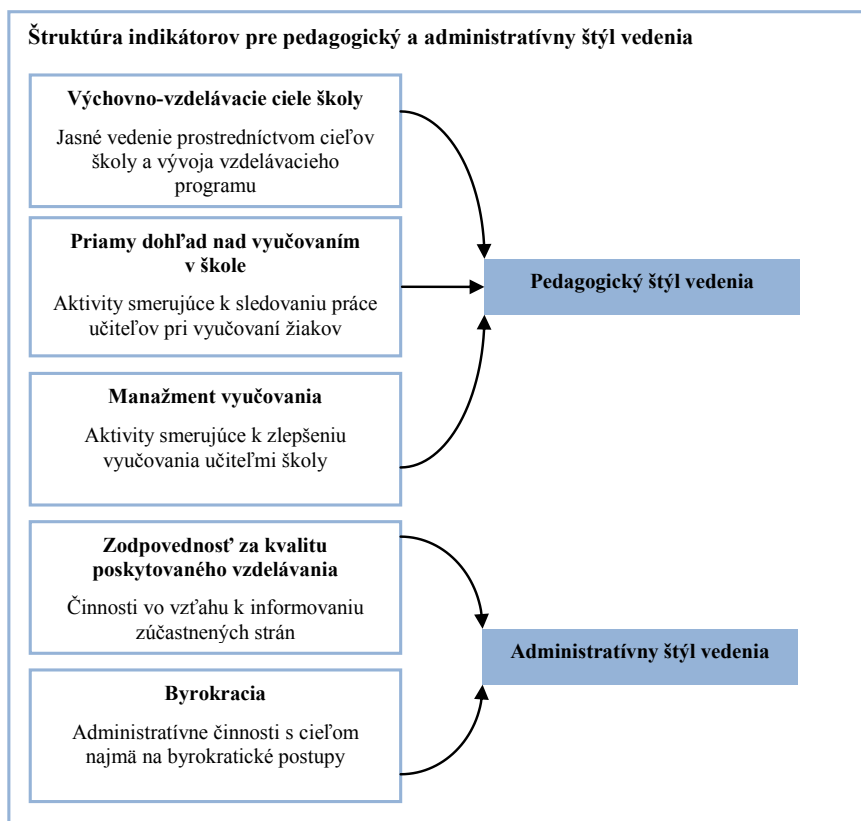 Štruktúra indikátorov pre pedagogický a administratívny štýl vedenia
Výchovno-vzdelávacie ciele školy
Jasné vedenie prostredníctvom cieľov
školy a vývoja vzdelávacieho
programu
Priamy dohľad nad vyučovaním
v škole
Aktivity smerujúce k sledovaniu práce
učiteľov pri vyučovaní žiakov
Pedagogický štýl vedenia
Manažment vyučovania
Aktivity smerujúce k zlepšeniu
vyučovania učiteľmi školy
Zodpovednosť za kvalitu
poskytovaného vzdelávania
Činnosti vo vzťahu k informovaniu
zúčastnených strán
Administratívny štýl vedenia
Byrokracia
Administratívne činnosti s cieľom
najmä na byrokratické postupy